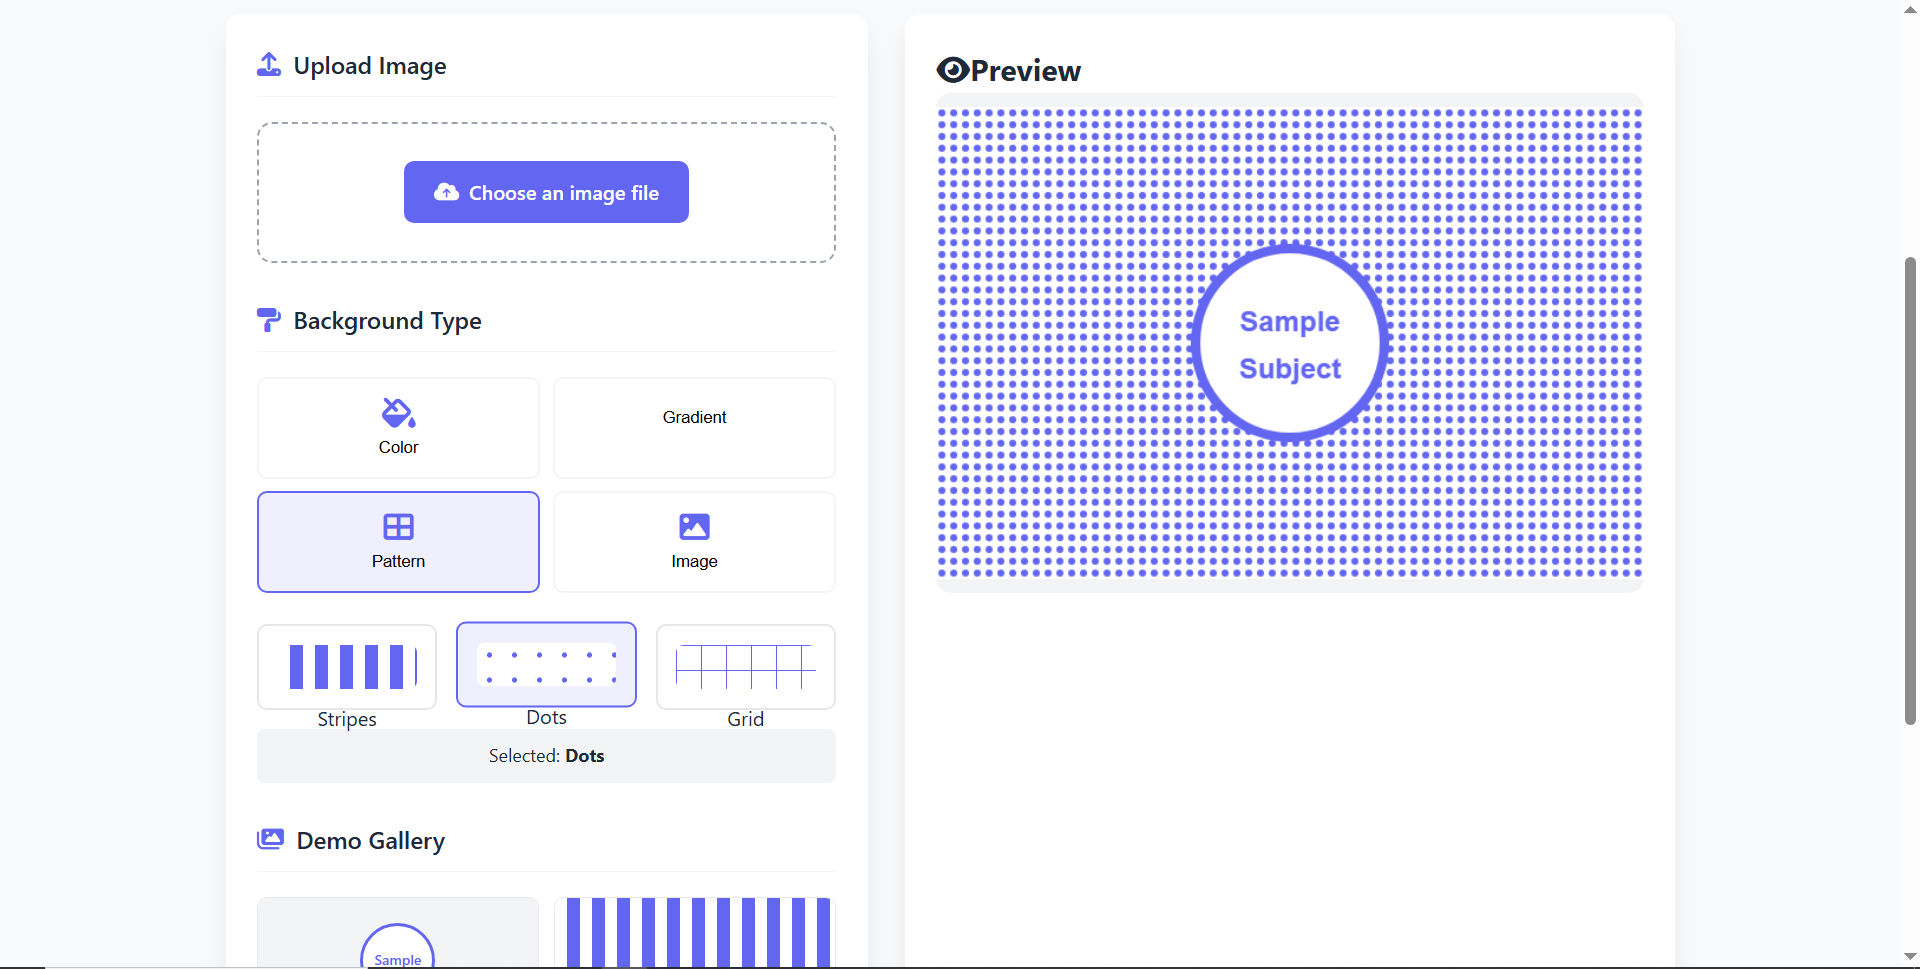 Upload Image
Choose an image file
Background Type
Color
Gradient
Pattern
Image
Stripes
Dots
Grid
Selected: Dots
Demo Gallery
Sample
Preview
Sample
Subject